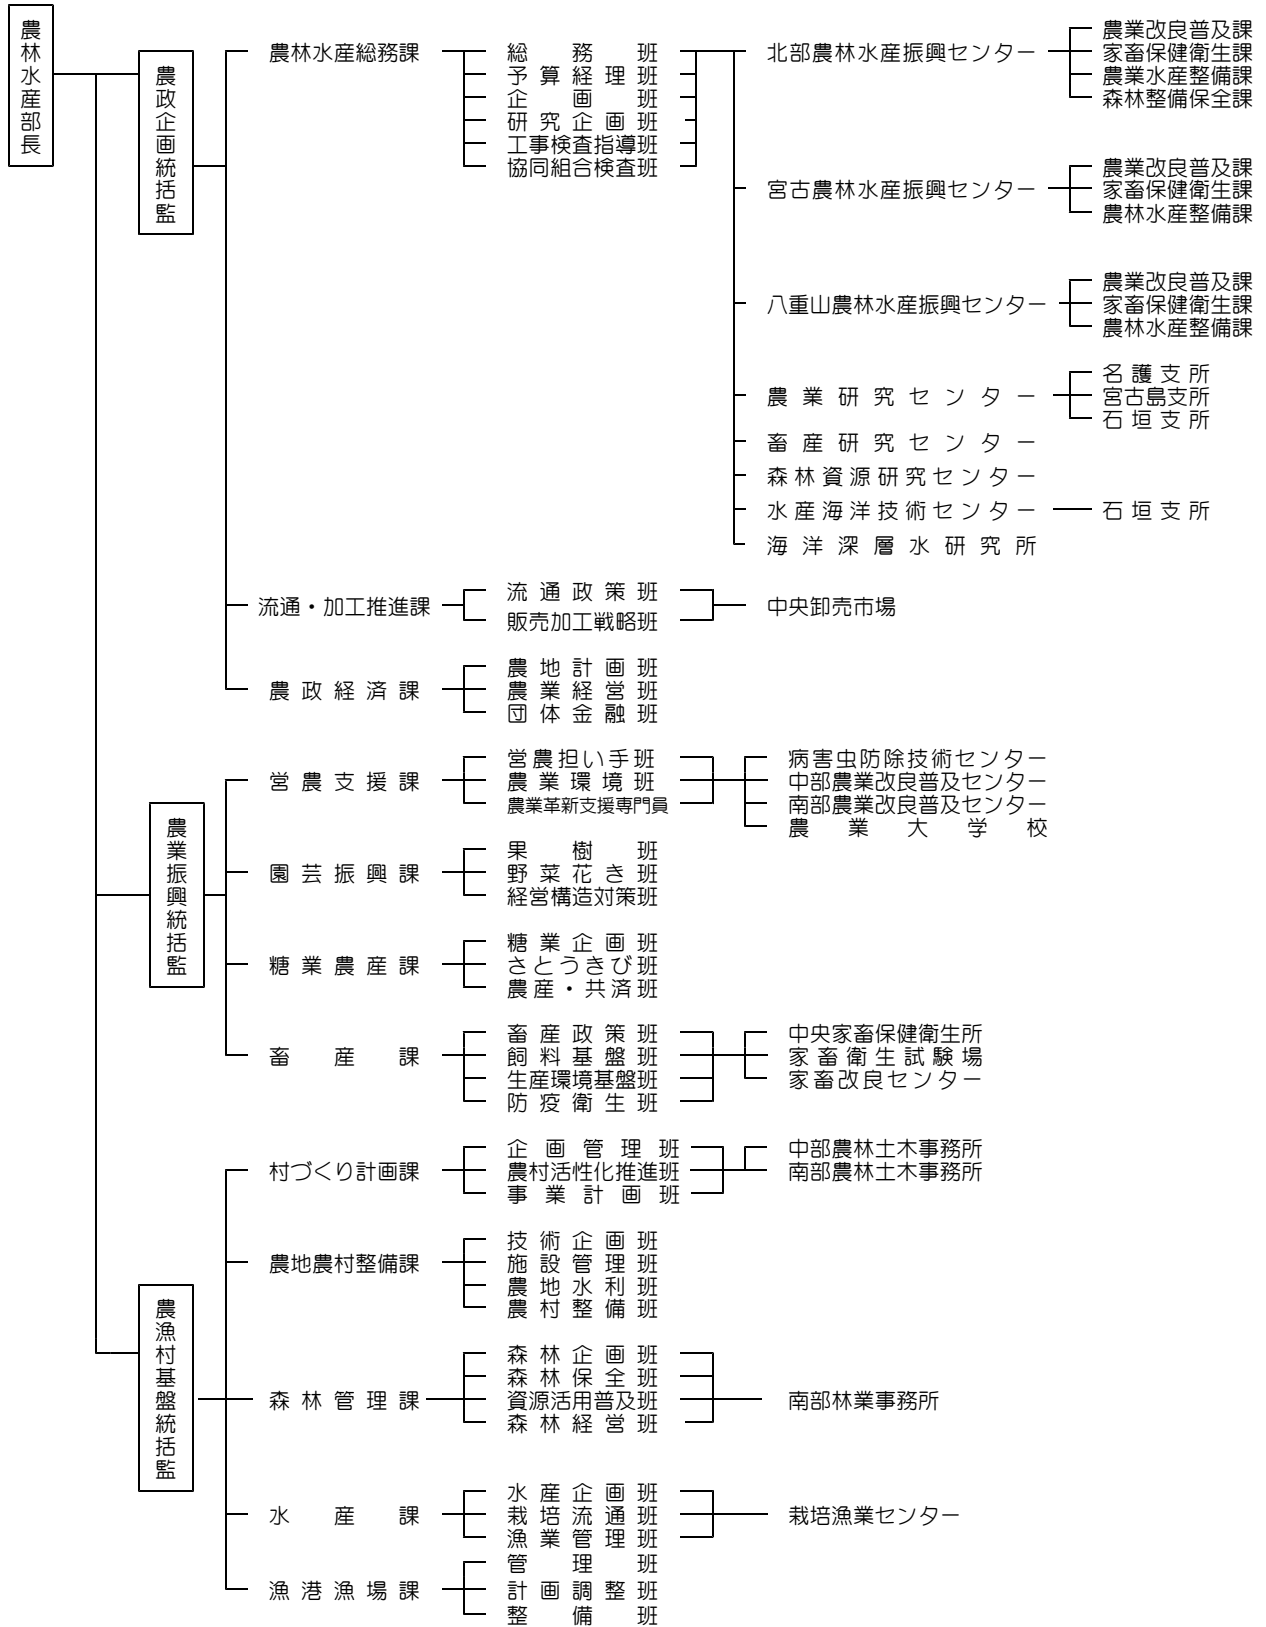 農林水産部長
農政企画統括監
農林水産総務課
総務班
予算経理班
企画班
研究企画班
工事検査指導班
協同組合検査班
北部農林水産振興センター
農業改良普及課
家畜保健衛生課
農業水産整備課
森林整備保全課
宮古農林水産振興センター
農業改良普及課
家畜保健衛生課
農林水産整備課
八重山農林水産振興センター
農業改良普及課
家畜保健衛生課
農林水産整備課
農業研究センター
名護支所
宮古島支所
石垣支所
畜産研究センター
森林資源研究センター
水産海洋技術センター
石垣支所
海洋深層水研究所
流通・加工推進課
流通政策班
販売加工戦略班
中央卸売市場
農政経済課
農地計画班
農業経営班
団体金融班
農業振興統括監
営農支援課
営農担い手班
農業環境班
農業革新支援専門員
病害虫防除技術センター
中部農業改良普及センター
南部農業改良普及センター
農業大学校
園芸振興課
果樹班
野菜花き班
経営構造対策班
糖業農産課
糖業企画班
さとうきび班
農産・共済班
畜産課
畜産政策班
飼料基盤班
生産環境基盤班
防疫衛生班
中央家畜保健衛生所
家畜衛生試験場
家畜改良センター
農漁村基盤統括監
村づくり計画課
企画管理班
農村活性化推進班
事業計画班
中部農林土木事務所
南部農林土木事務所
農地農村整備課
技術企画班
施設管理班
農地水利班
農村整備班
森林管理課
森林企画班
森林保全班
資源活用普及班
森林経営班
南部林業事務所
水産課
水産企画班
栽培流通班
漁業管理班
栽培漁業センター
漁港漁場課
管理班
計画調整班
整備班